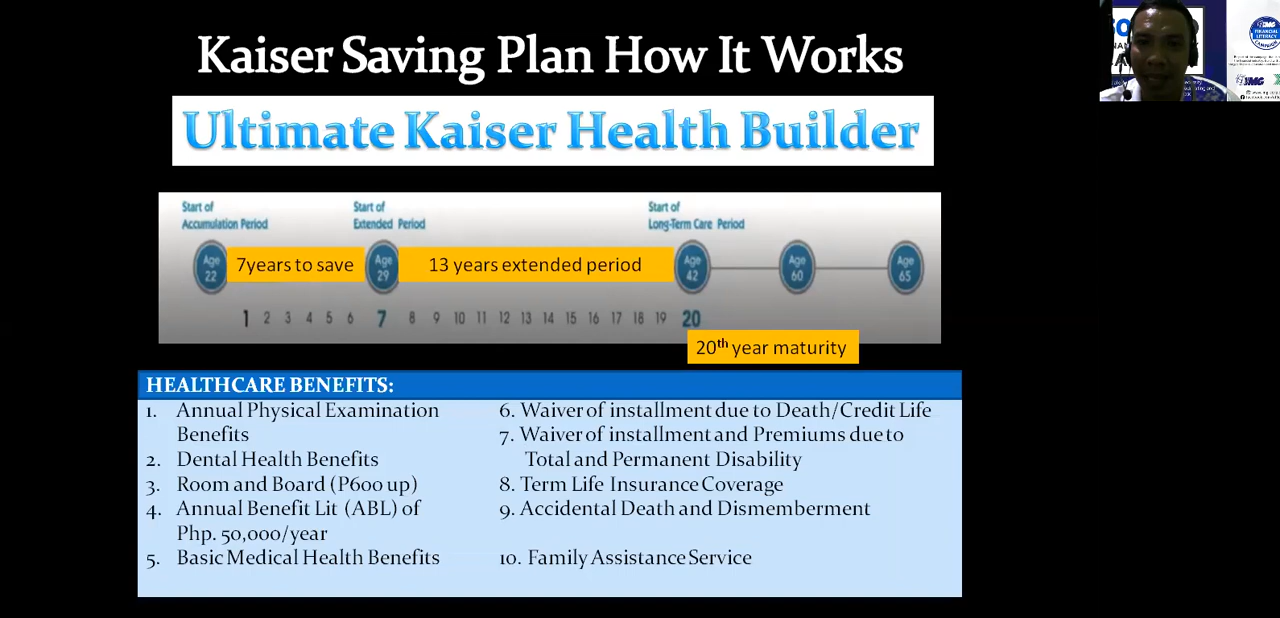 Kaiser Saving Plan How It Works
Ultimate Kaiser Health Builder
Start of
Accumulation Period
Start of
Extended Period
Start of
Long-Term Care Period
Age
22
7years to save
Age
29
13 years extended period
Age
42
Age
60
Age
65
1 2 3 4 5 6 7 8 9 10 11 12 13 14 15 16 17 18 19 20
20th year maturity
HEALTHCARE BENEFITS:
1. Annual Physical Examination
Benefits
2. Dental Health Benefits
3. Room and Board (P600 up)
4. Annual Benefit Lit (ABL) of
Php. 50,000/year
5. Basic Medical Health Benefits
6. Waiver of installment due to Death/Credit Life
7. Waiver of installment and Premiums due to
Total and Permanent Disability
8. Term Life Insurance Coverage
9. Accidental Death and Dismemberment
10. Family Assistance Service
IMG
FINANCIAL
LITERACY
CAMPAIGN
IMG